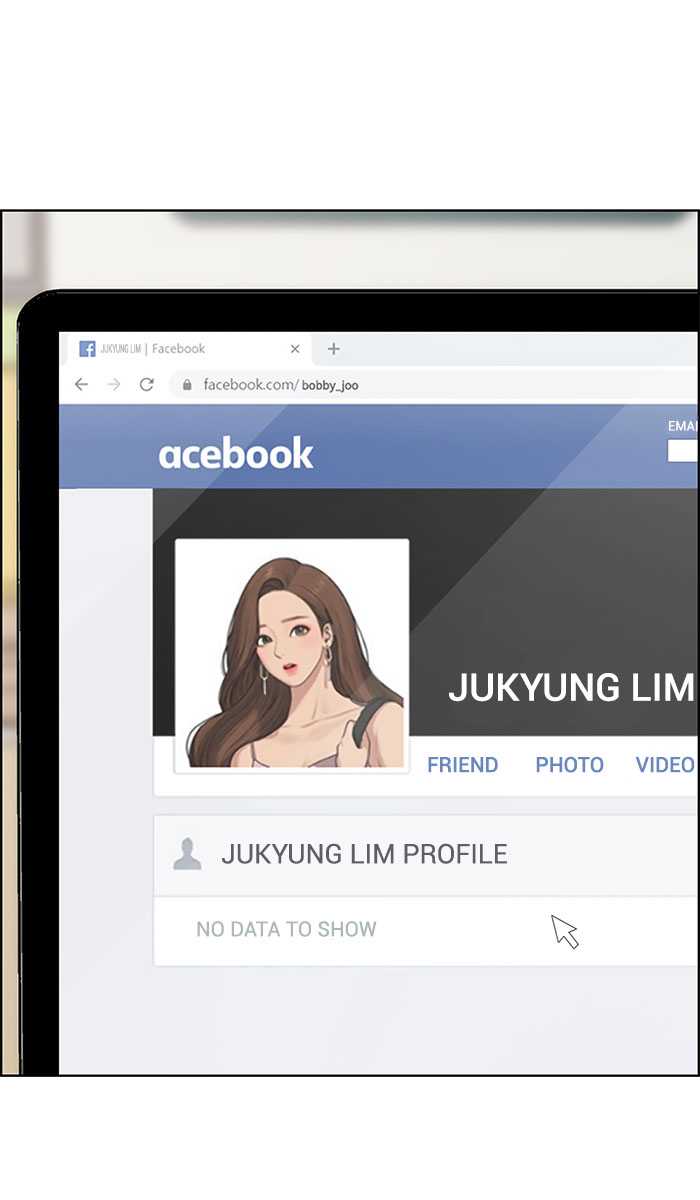 JUKYUNG LIM | Facebook
facebook.com/bobby_joo
EMAI
acebook
JUKYUNG LIM
FRIEND PHOTO VIDEO
JUKYUNG LIM PROFILE
NO DATA TO SHOW